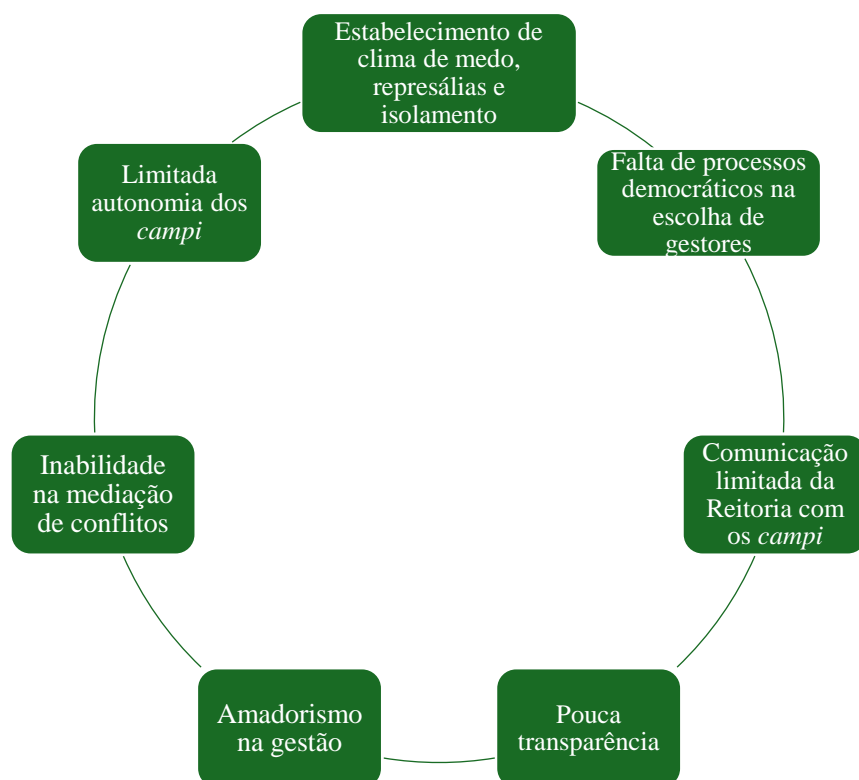 Estabelecimento de
clima de medo,
represálias e
isolamento
Falta de processos
democráticos na
escolha de
gestores
Comunicação
limitada da
Reitoria com
os campi
Pouca
transparência
Amadorismo
na gestão
Inabilidade
na mediação
de conflitos
Limitada
autonomia dos
campi